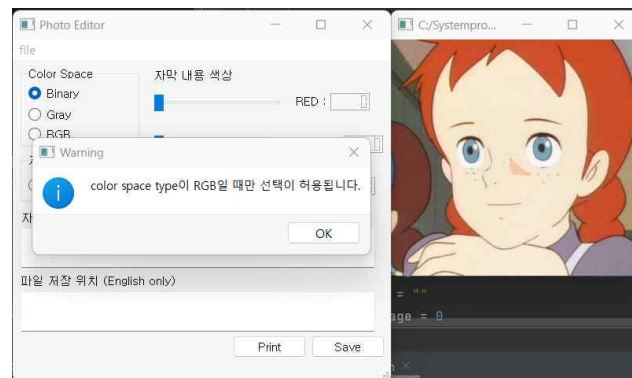 Photo Editor
C:/Systempro...
file
Color Space
자막 내용 색상
Binary
RED :
Gray
RGB
Warning
color space type이 RGB일 때만 선택이 허용됩니다.
OK
파일 저장 위치 (English only)
= ""
age = 0
Print
Save